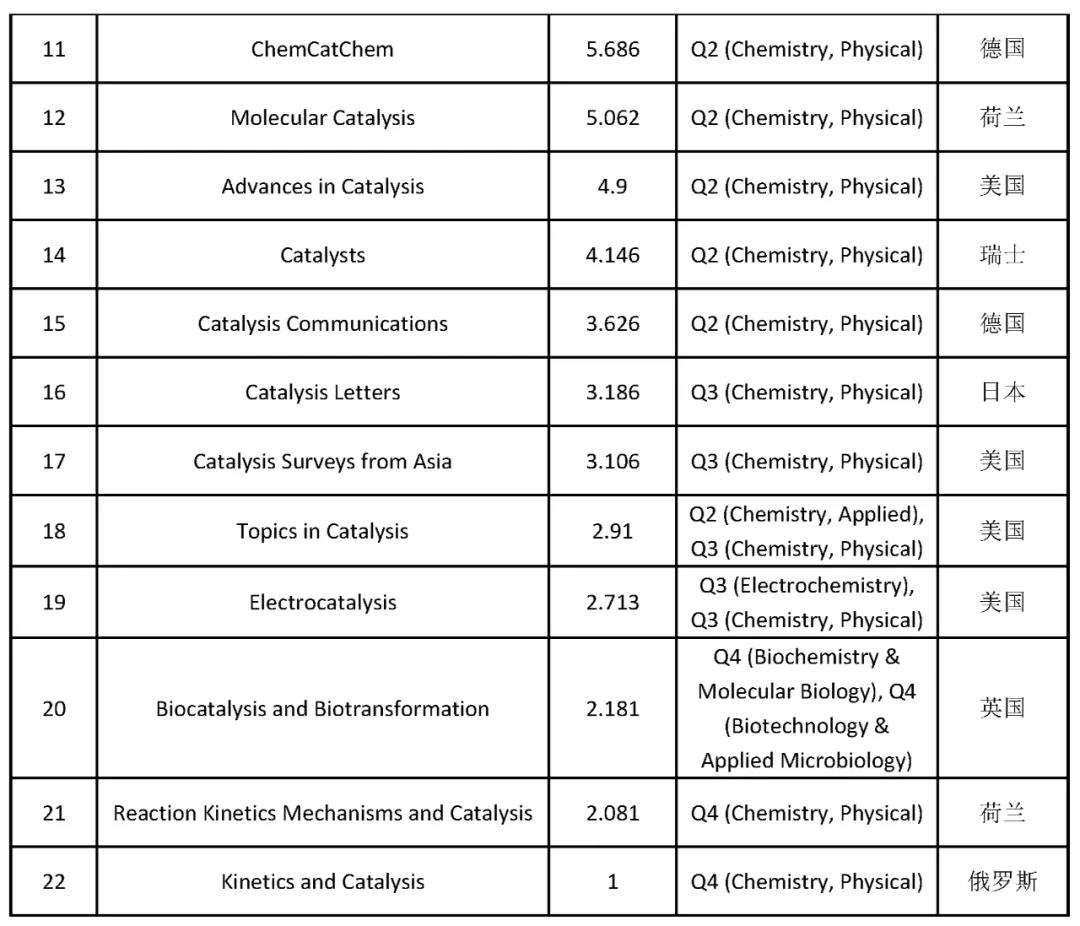 11 ChemCatChem 5.686 Q2 (Chemistry, Physical) 德国
12 Molecular Catalysis 5.062 Q2 (Chemistry, Physical) 荷兰
13 Advances in Catalysis 4.9 Q2 (Chemistry, Physical) 美国
14 Catalysts 4.146 Q2 (Chemistry, Physical) 瑞士
15 Catalysis Communications 3.626 Q2 (Chemistry, Physical) 德国
16 Catalysis Letters 3.186 Q3 (Chemistry, Physical) 日本
17 Catalysis Surveys from Asia 3.106 Q3 (Chemistry, Physical) 美国
18 Topics in Catalysis 2.91 Q2 (Chemistry, Applied),
Q3 (Chemistry, Physical) 美国
19 Electrocatalysis 2.713 Q3 (Electrochemistry),
Q3 (Chemistry, Physical) 美国
20 Biocatalysis and Biotransformation 2.181 Q4 (Biochemistry &
Molecular Biology), Q4
(Biotechnology &
Applied Microbiology) 英国
21 Reaction Kinetics Mechanisms and Catalysis 2.081 Q4 (Chemistry, Physical) 荷兰
22 Kinetics and Catalysis 1 Q4 (Chemistry, Physical) 俄罗斯